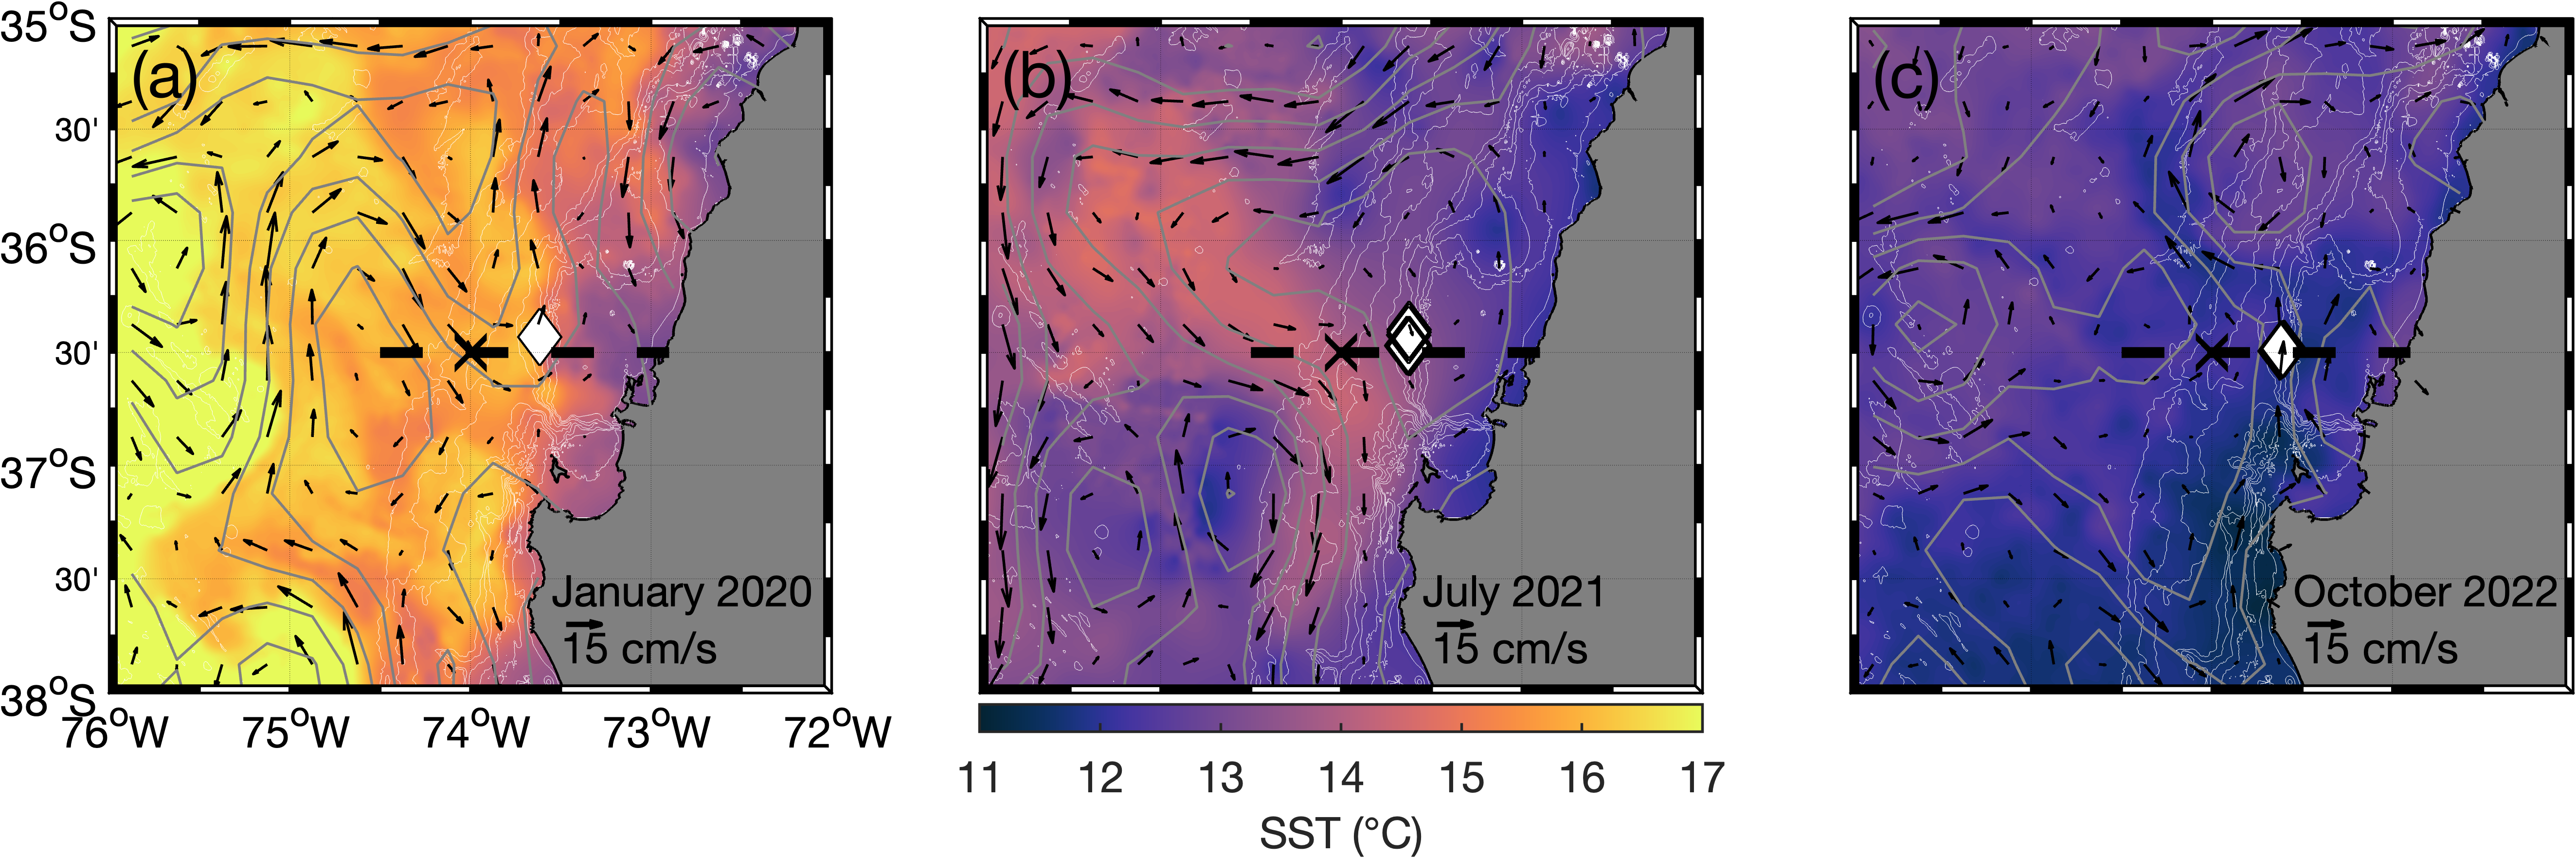 (a)
35°S
30'
36°S
30'
37°S
30'
38°S
76°W 75°W 74°W 73°W 72°W
January 2020
15 cm/s
(b)
July 2021
15 cm/s
11 12 13 14 15 16 17
SST (°C)
(c)
October 2022
15 cm/s